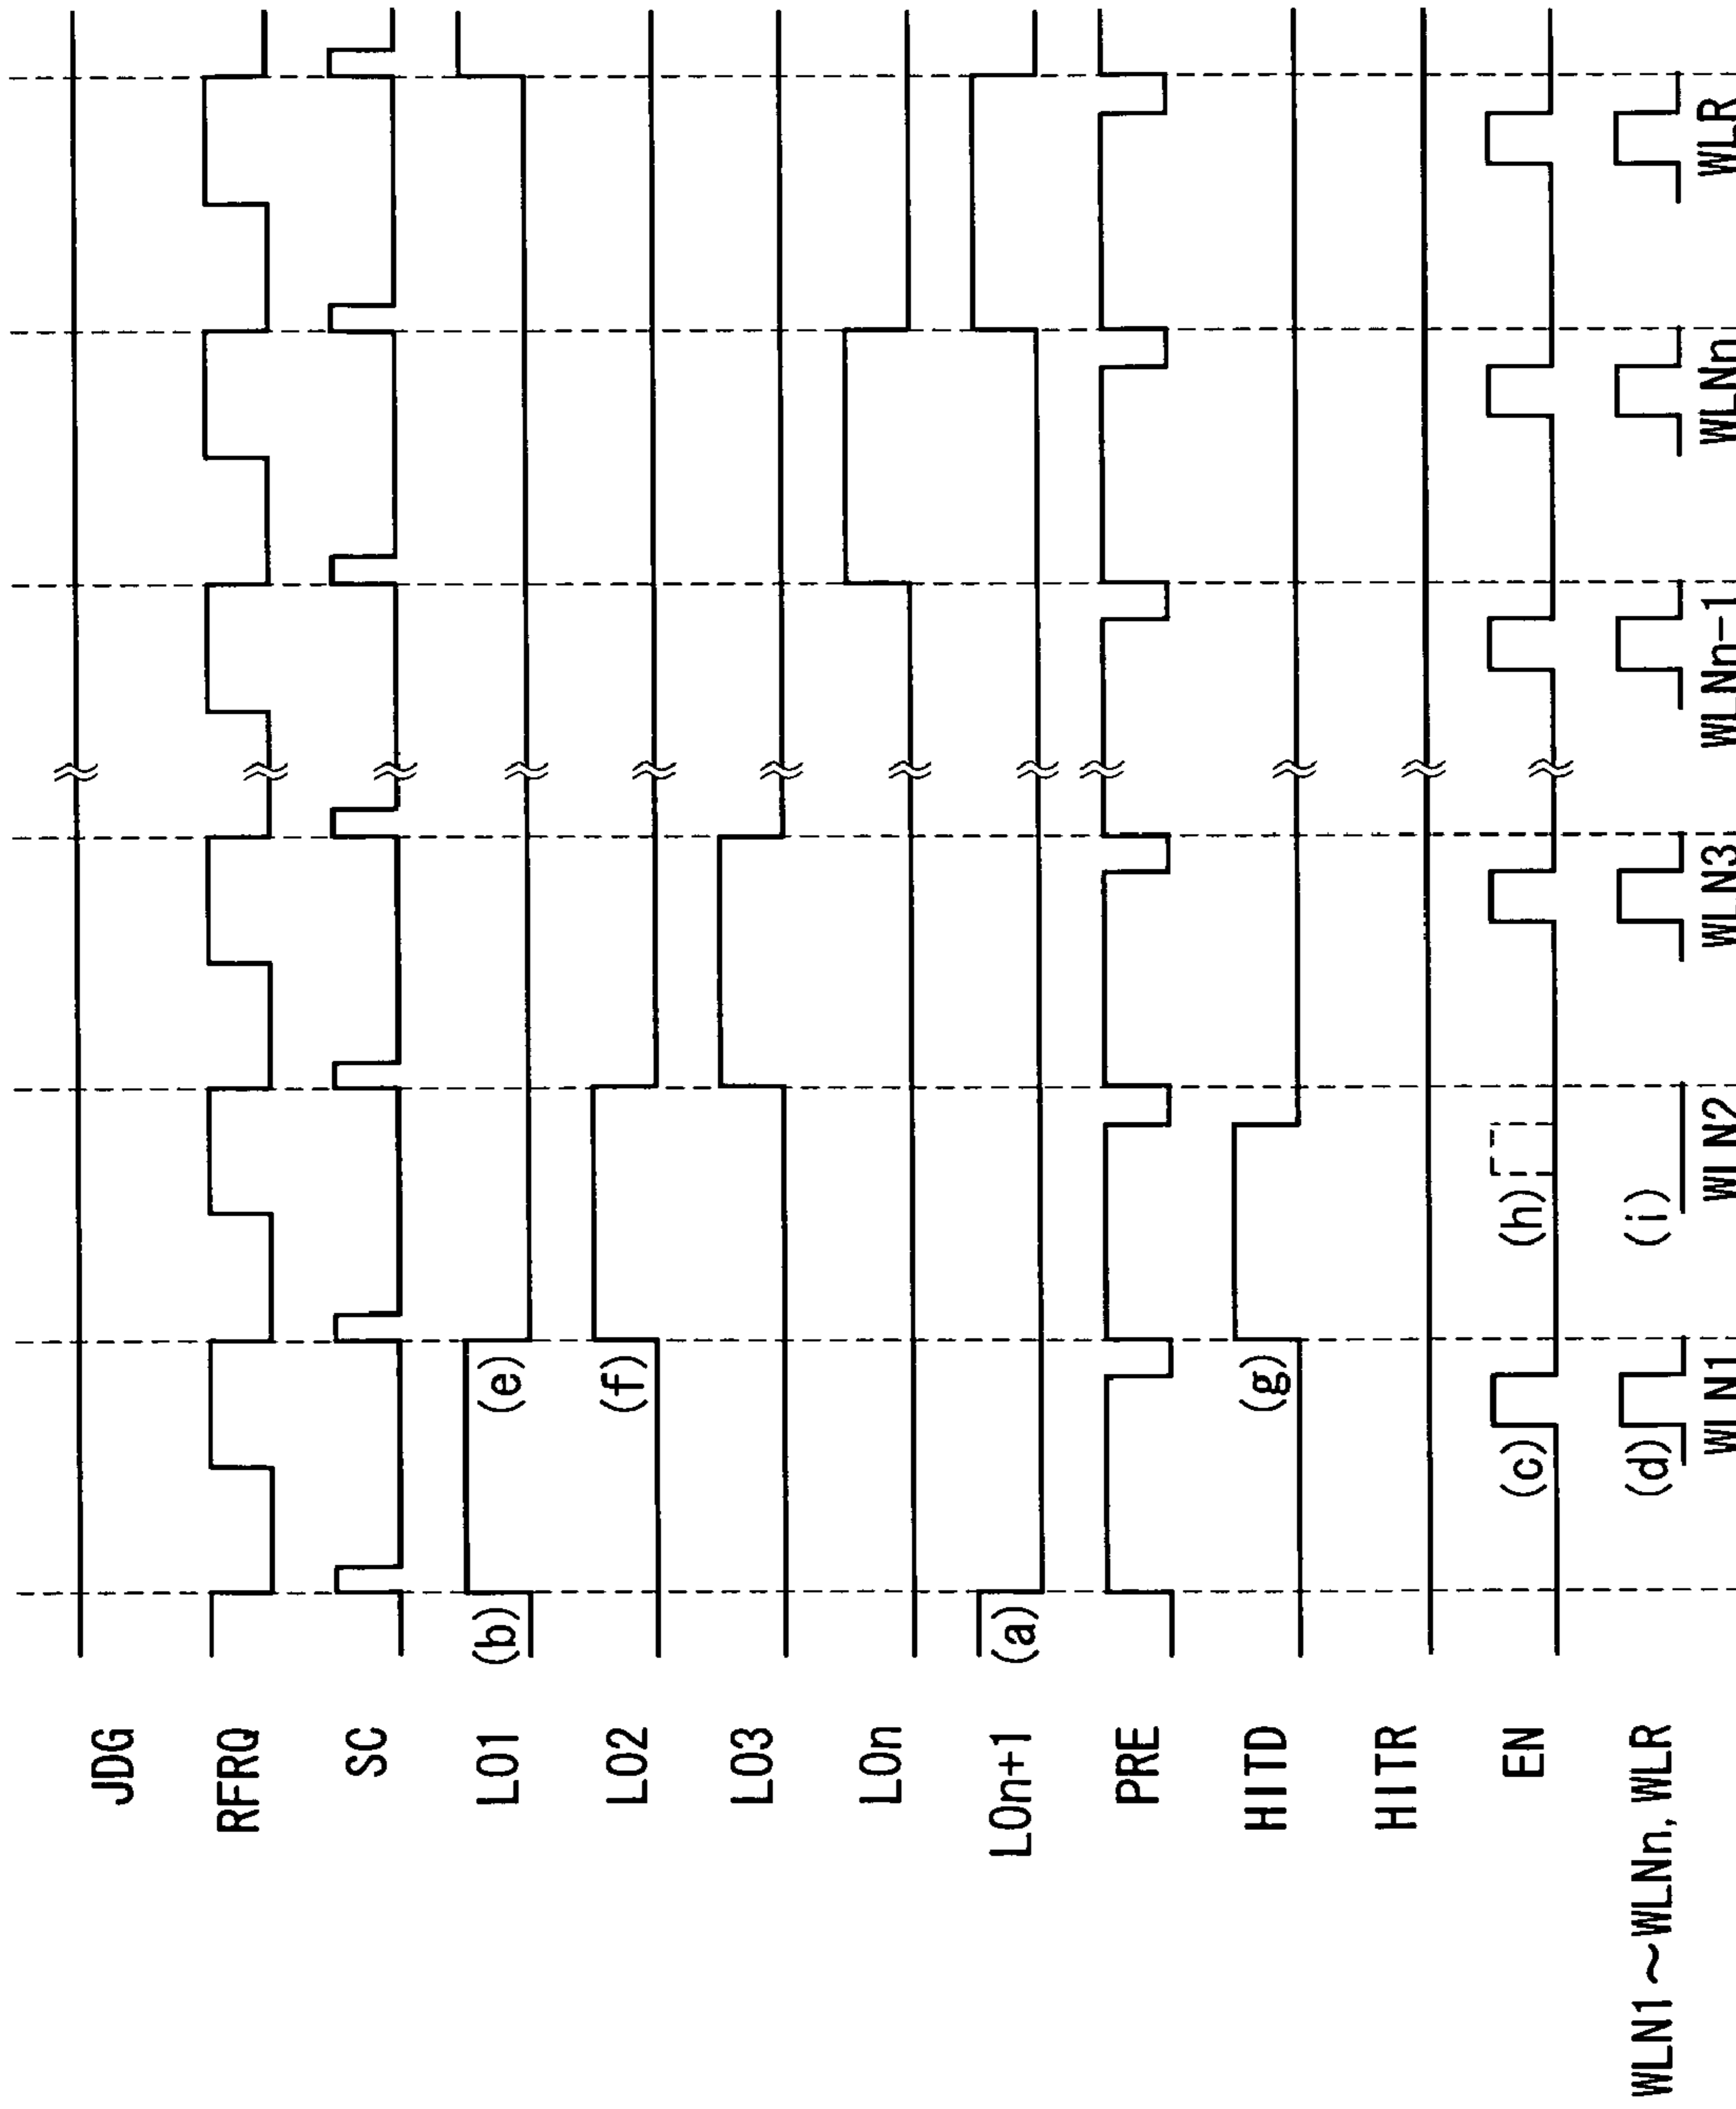 JDG
RFRQ
SC
LO1 (b) (e)
LO2 (f)
LO3
LOn
LOn+1 (a)
PRE
HITD (g)
HITR
EN (c) (h)
WLN1~WLNn, WLR (d) (i)
WLN1 WLN2 WLN3 WLNn-1 WLNn WLR